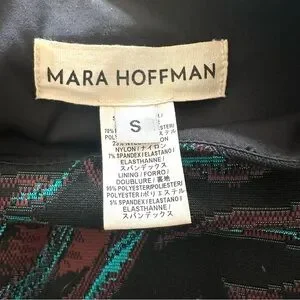 MARA HOFFMAN
S
NYLON / ナイロン
7% SPANDEX / ELASTANO /
ELASTHANNE /
スパンデックス
LINING / FORRO /
DOUBLURE / 裏地
95% POLYESTER/POLIESTER/
POLYESTER / ポリエステル
5% SPANDEX / ELASTANO /
ELASTHANNE /
スパンデックス